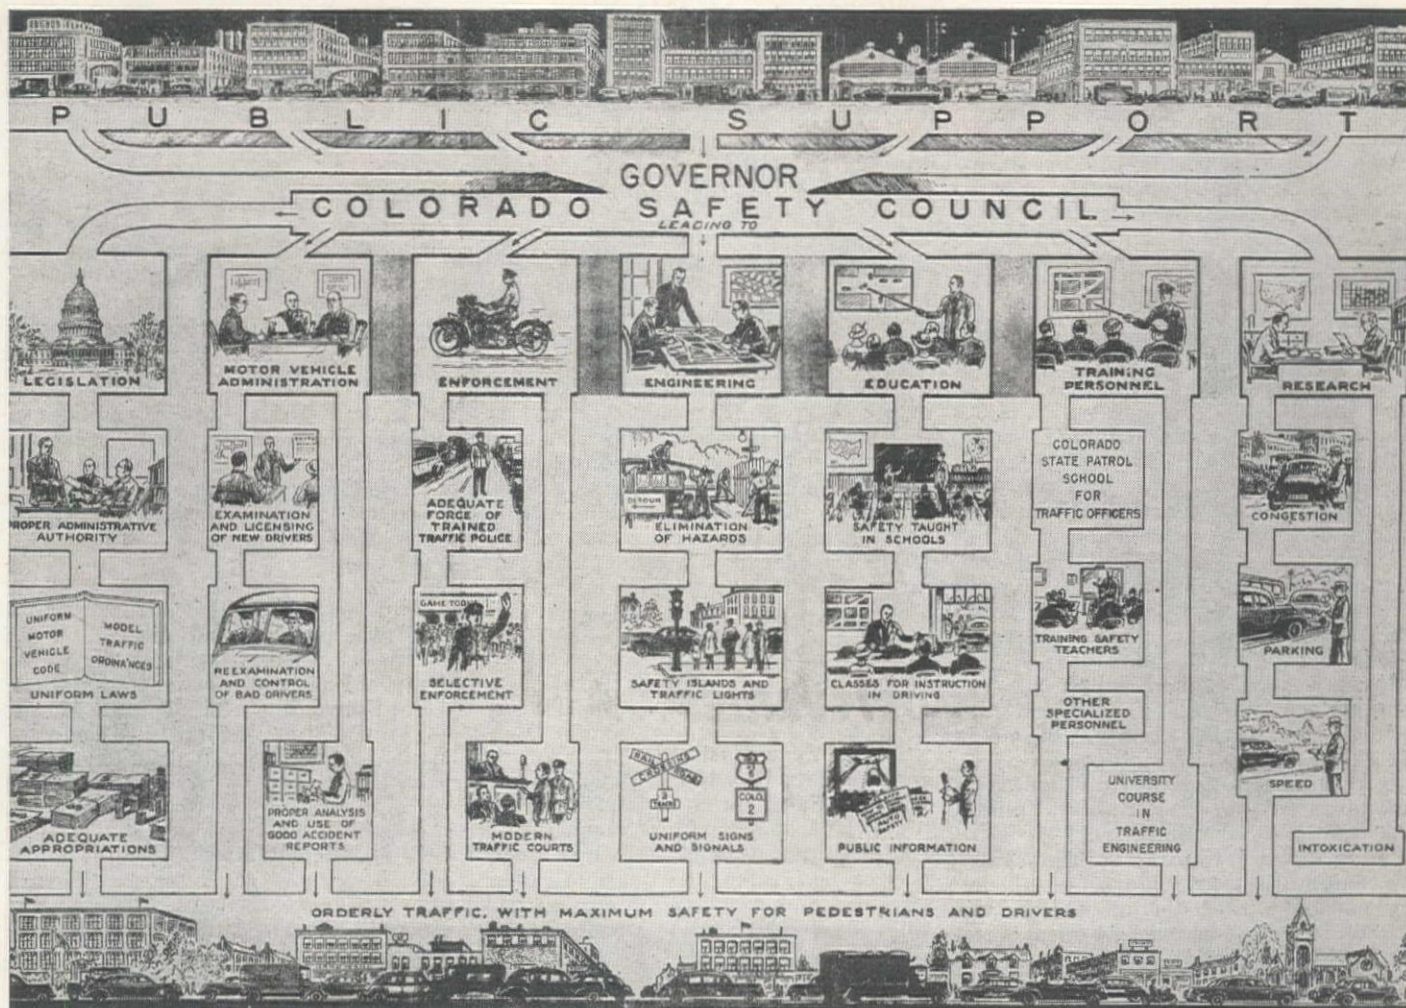 PUBLIC SUPPORT
GOVERNOR
COLORADO SAFETY COUNCIL
LEADING TO
LEGISLATION
MOTOR VEHICLE
ADMINISTRATION
ENFORCEMENT
ENGINEERING
EDUCATION
TRAINING
PERSONNEL
RESEARCH
PROPER ADMINISTRATIVE
AUTHORITY
EXAMINATION
AND LICENSING
OF NEW DRIVERS
ADEQUATE
FORCE OF
TRAINED
TRAFFIC POLICE
DETOUR
ELIMINATION
OF HAZARDS
SAFETY TAUGHT
IN SCHOOLS
COLORADO
STATE PATROL
SCHOOL
FOR
TRAFFIC OFFICERS
CONGESTION
UNIFORM
MOTOR
VEHICLE
CODE
MODEL
TRAFFIC
ORDINANCES
UNIFORM LAWS
REEXAMINATION
AND CONTROL
OF BAD DRIVERS
GAME TODAY
SELECTIVE
ENFORCEMENT
SAFETY ISLANDS AND
TRAFFIC LIGHTS
CLASSES FOR INSTRUCTION
IN DRIVING
TRAINING SAFETY
TEACHERS
OTHER
SPECIALIZED
PERSONNEL
PARKING
ADEQUATE
APPROPRIATIONS
PROPER ANALYSIS
AND USE OF
GOOD ACCIDENT
REPORTS
MODERN
TRAFFIC COURTS
RAILROAD
CROSSING
3
TRACKS
COLO.
2
UNIFORM SIGNS
AND SIGNALS
SAFETY
PUBLIC INFORMATION
UNIVERSITY
COURSE
IN
TRAFFIC
ENGINEERING
SPEED
INTOXICATION
ORDERLY TRAFFIC, WITH MAXIMUM SAFETY FOR PEDESTRIANS AND DRIVERS